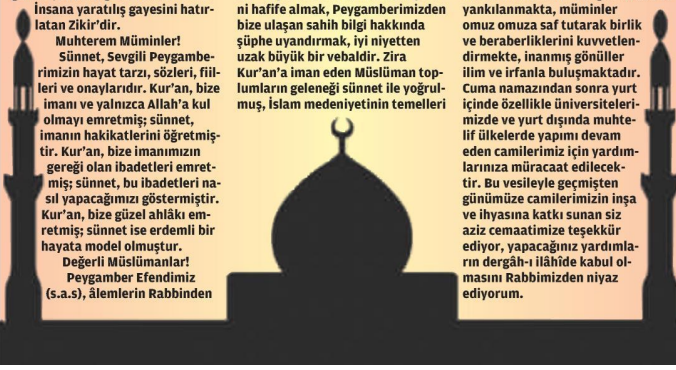 İnsana yaratılış gayesini hatır-
latan Zikir'dir.
Muhterem Müminler!
Sünnet, Sevgili Peygambe-
rimizin hayat tarzı, sözleri, fiil-
leri ve onaylarıdır. Kur'an, bize
imanı ve yalnızca Allah'a kul
olmayı emretmiş; sünnet,
imanın hakikatlerini öğretmiş-
tir. Kur'an, bize imanımızın
gereği olan ibadetleri emret-
miş; sünnet, bu ibadetleri na-
sıl yapacağımızı göstermiştir.
Kur'an, bize güzel ahlâkı em-
retmiş; sünnet ise erdemli bir
hayata model olmuştur.
Değerli Müslümanlar!
Peygamber Efendimiz
(s.a.s), âlemlerin Rabbinden
ni hafife almak, Peygamberimizden
bize ulaşan sahih bilgi hakkında
şüphe uyandırmak, iyi niyetten
uzak büyük bir vebaldir. Zira
Kur'an'a iman eden Müslüman top-
lumların geleneği sünnet ile yoğrul-
muş, İslam medeniyetinin temelleri
yankılanmakta, müminler
omuz omuza saf tutarak birlik
ve beraberliklerini kuvvetlen-
dirmekte, inanmış gönüller
ilim ve irfanla buluşmaktadır.
Cuma namazından sonra yurt
içinde özellikle üniversiteleri-
mizde ve yurt dışında muhte-
lif ülkelerde yapımı devam
eden camilerimiz için yardım-
larınıza müracaat edilecek-
tir. Bu vesileyle geçmişten
günümüze camilerimizin inşa
ve ihyasına katkı sunan siz
aziz cemaatimize teşekkür
ediyor, yapacağınız yardımla-
rın dergâh-ı ilâhîde kabul ol-
masını Rabbimizden niyaz
ediyorum.